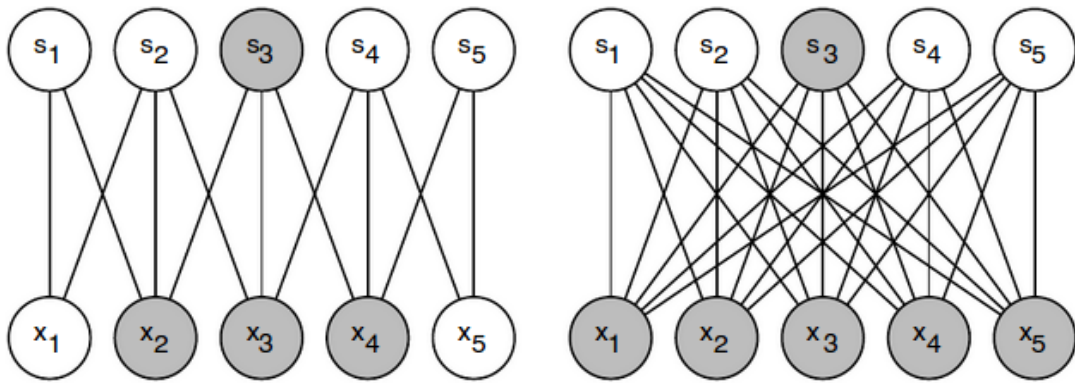 s1 s2 s3 s4 s5 s1 s2 s3 s4 s5
x1 x2 x3 x4 x5 x1 x2 x3 x4 x5